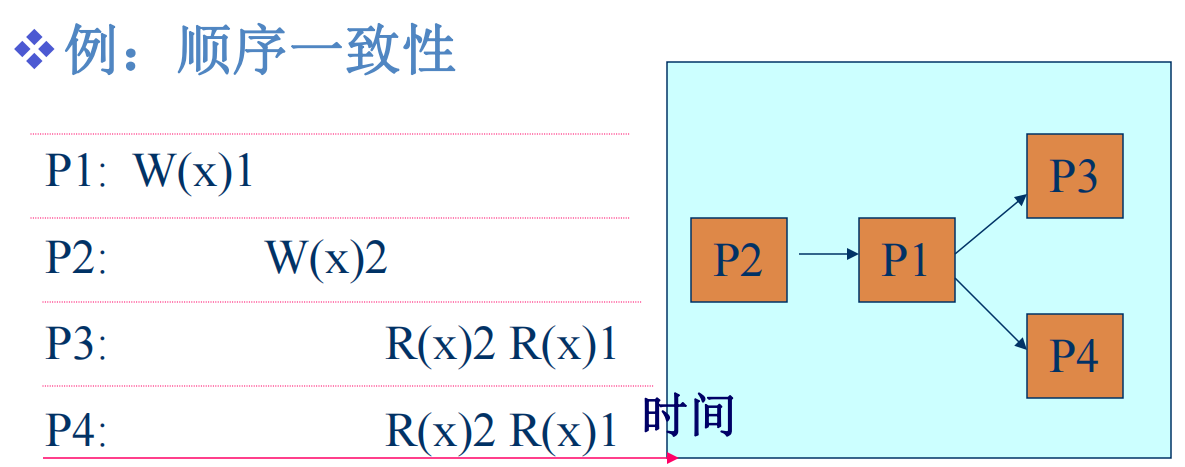 例：顺序一致性
P1: W(x)1
P2: W(x)2
P3: R(x)2 R(x)1
P4: R(x)2 R(x)1
时间
P2
P1
P3
P4